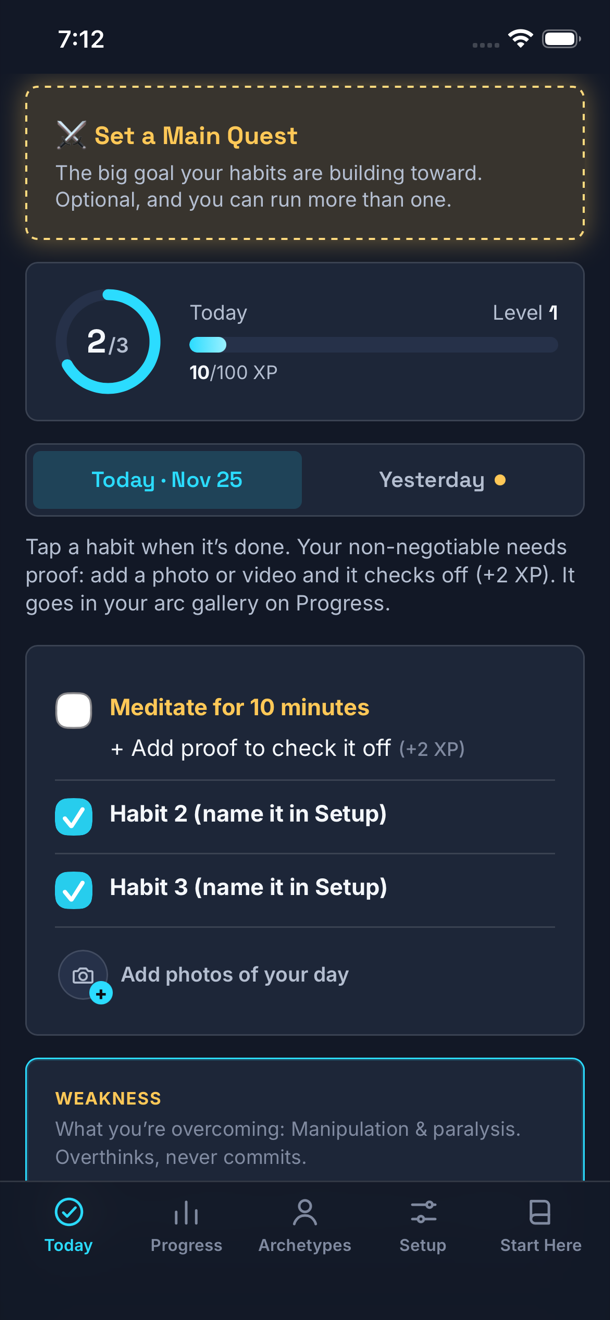 7:12
⚔️ Set a Main Quest
The big goal your habits are building toward.
Optional, and you can run more than one.
2/3
Today
Level 1
10/100 XP
Today · Nov 25
Yesterday
Tap a habit when it’s done. Your non-negotiable needs
proof: add a photo or video and it checks off (+2 XP). It
goes in your arc gallery on Progress.
Meditate for 10 minutes
+ Add proof to check it off (+2 XP)
Habit 2 (name it in Setup)
Habit 3 (name it in Setup)
Add photos of your day
WEAKNESS
What you’re overcoming: Manipulation & paralysis.
Overthinks, never commits.
Today
Progress
Archetypes
Setup
Start Here